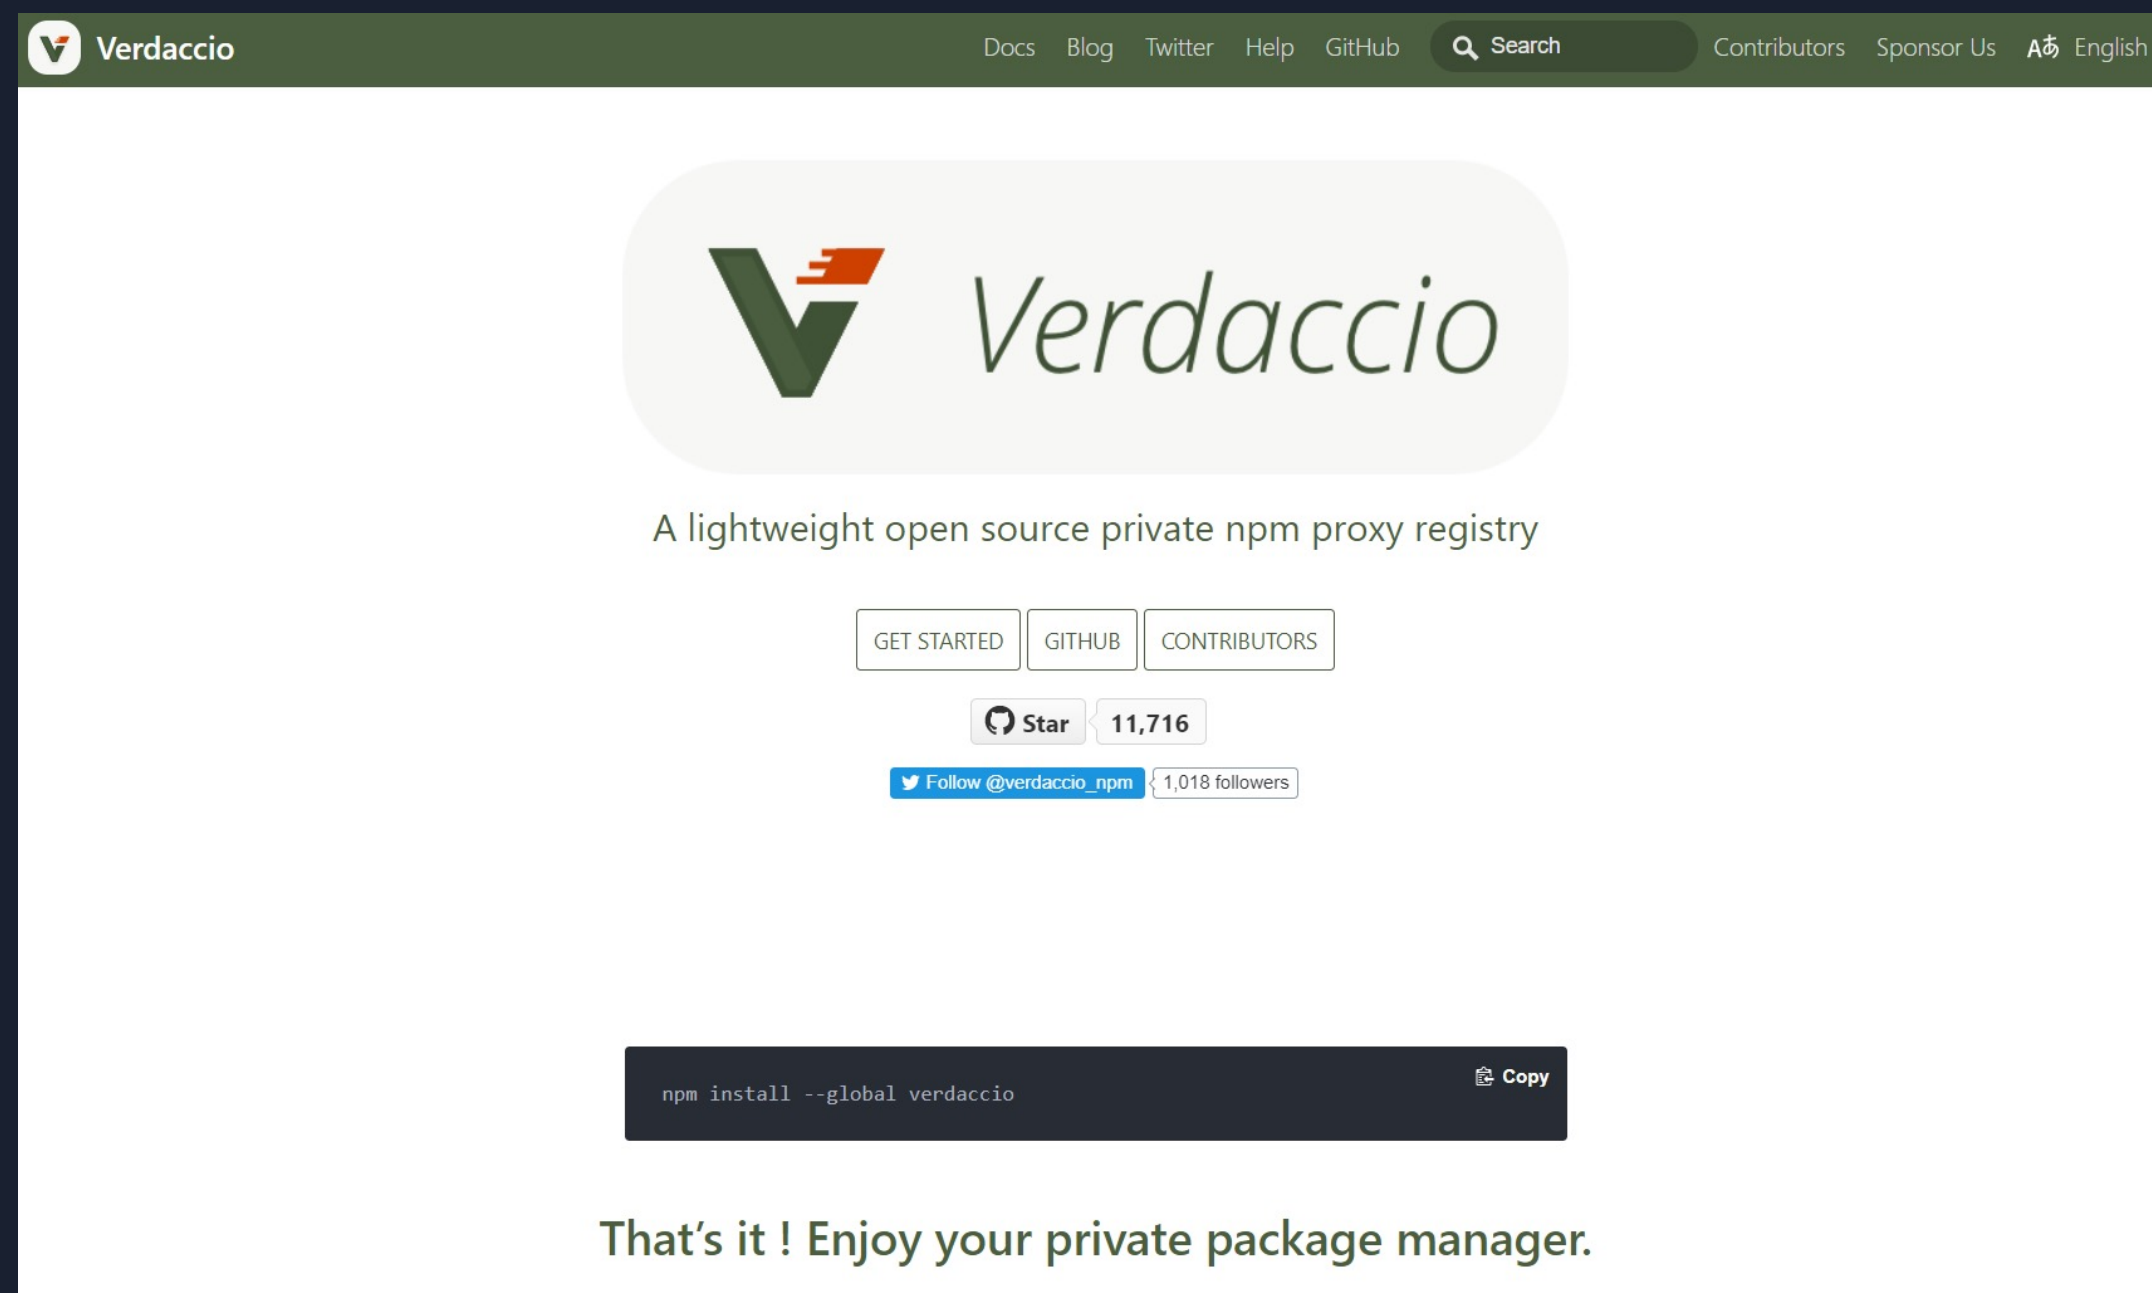 Verdaccio
Docs Blog Twitter Help GitHub Search Contributors Sponsor Us Aあ English
Verdaccio
A lightweight open source private npm proxy registry
GET STARTED GITHUB CONTRIBUTORS
Star 11,716
Follow @verdaccio_npm 1,018 followers
Copy
npm install --global verdaccio
That's it ! Enjoy your private package manager.